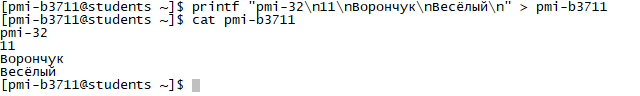 [pmi-b3711@students ~]$ printf "pmi-32\n11\nВорончук\nВесёлый\n" > pmi-b3711
[pmi-b3711@students ~]$ cat pmi-b3711
pmi-32
11
Ворончук
Весёлый
[pmi-b3711@students ~]$